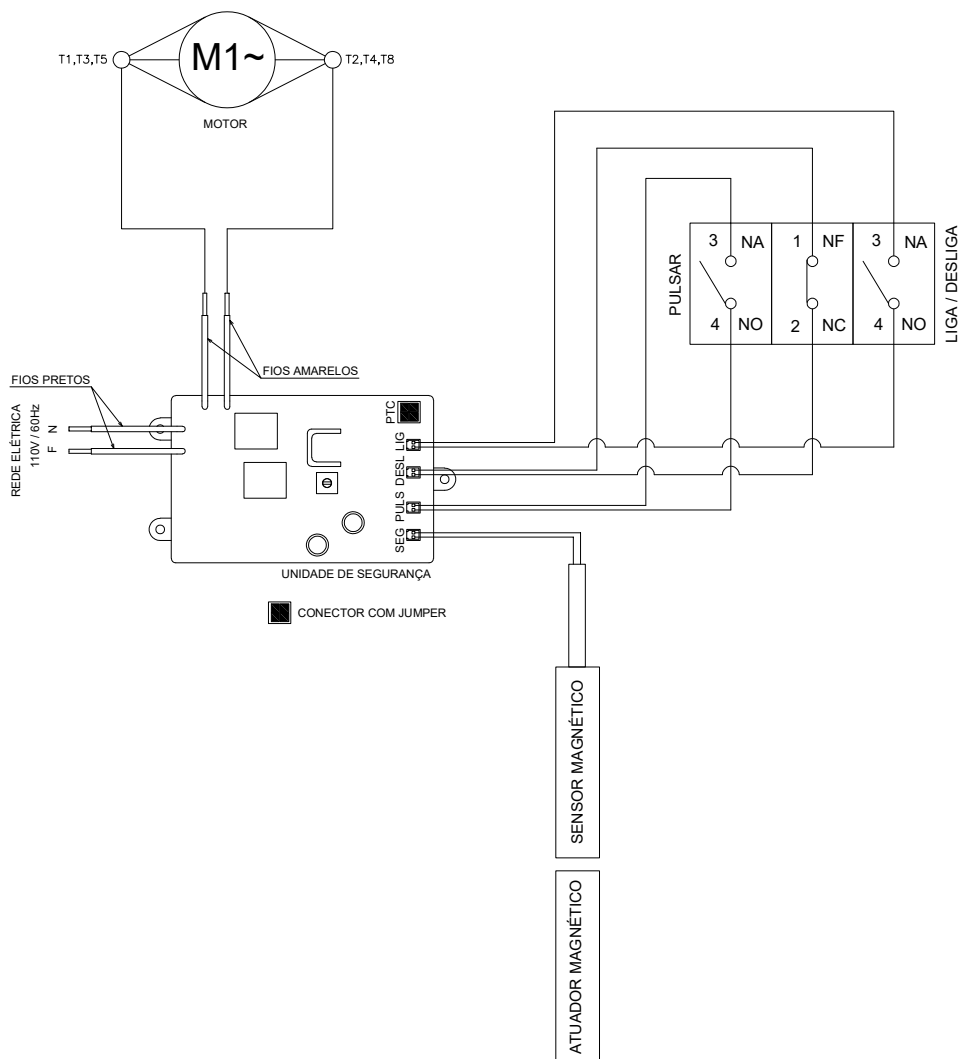 M1~
T1,T3,T5
T2,T4,T8
MOTOR
PULSAR
3 NA
4 NO
1 NF
2 NC
3 NA
4 NO
LIGA / DESLIGA
FIOS AMARELOS
FIOS PRETOS
REDE ELÉTRICA
110V / 60Hz
N
F
PTC
LIG
DESL
PULS
SEG
UNIDADE DE SEGURANÇA
CONECTOR COM JUMPER
SENSOR MAGNÉTICO
ATUADOR MAGNÉTICO